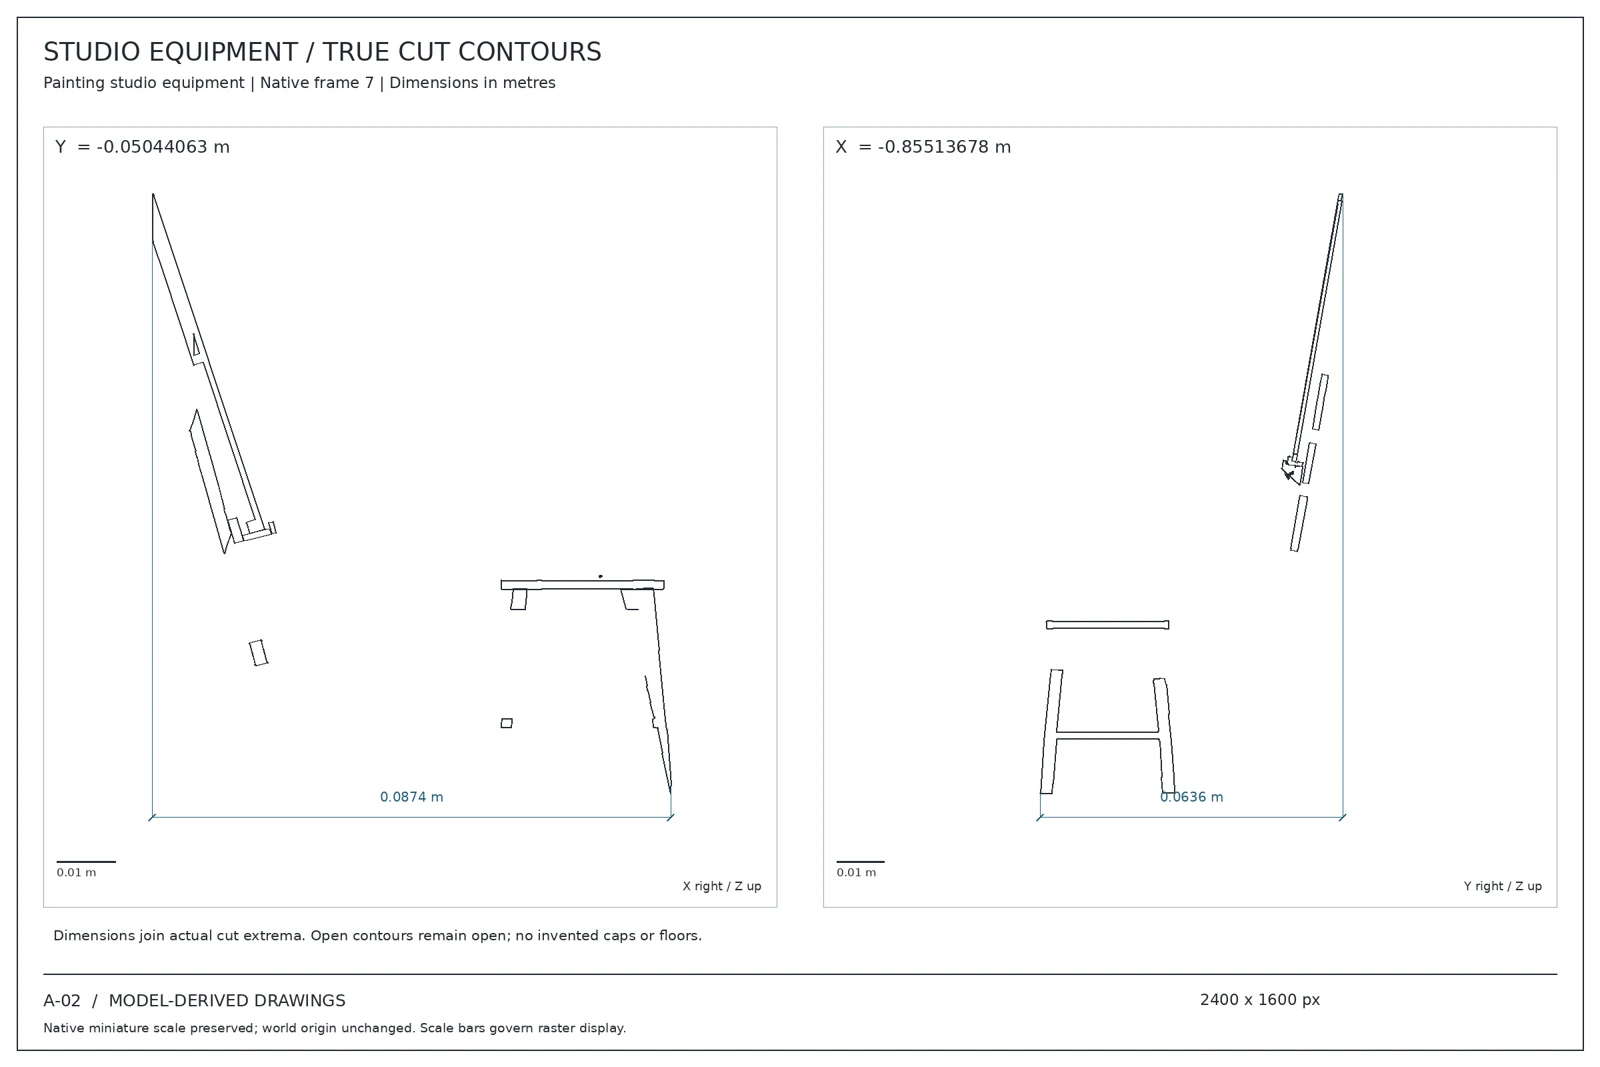 STUDIO EQUIPMENT / TRUE CUT CONTOURS
Painting studio equipment | Native frame 7 | Dimensions in metres
Y  = -0.05044063 m
0.0874 m
0.01 m
X right / Z up
X  = -0.85513678 m
0.0636 m
0.01 m
Y right / Z up
Dimensions join actual cut extrema. Open contours remain open; no invented caps or floors.
A-02  /  MODEL-DERIVED DRAWINGS
2400 x 1600 px
Native miniature scale preserved; world origin unchanged. Scale bars govern raster display.